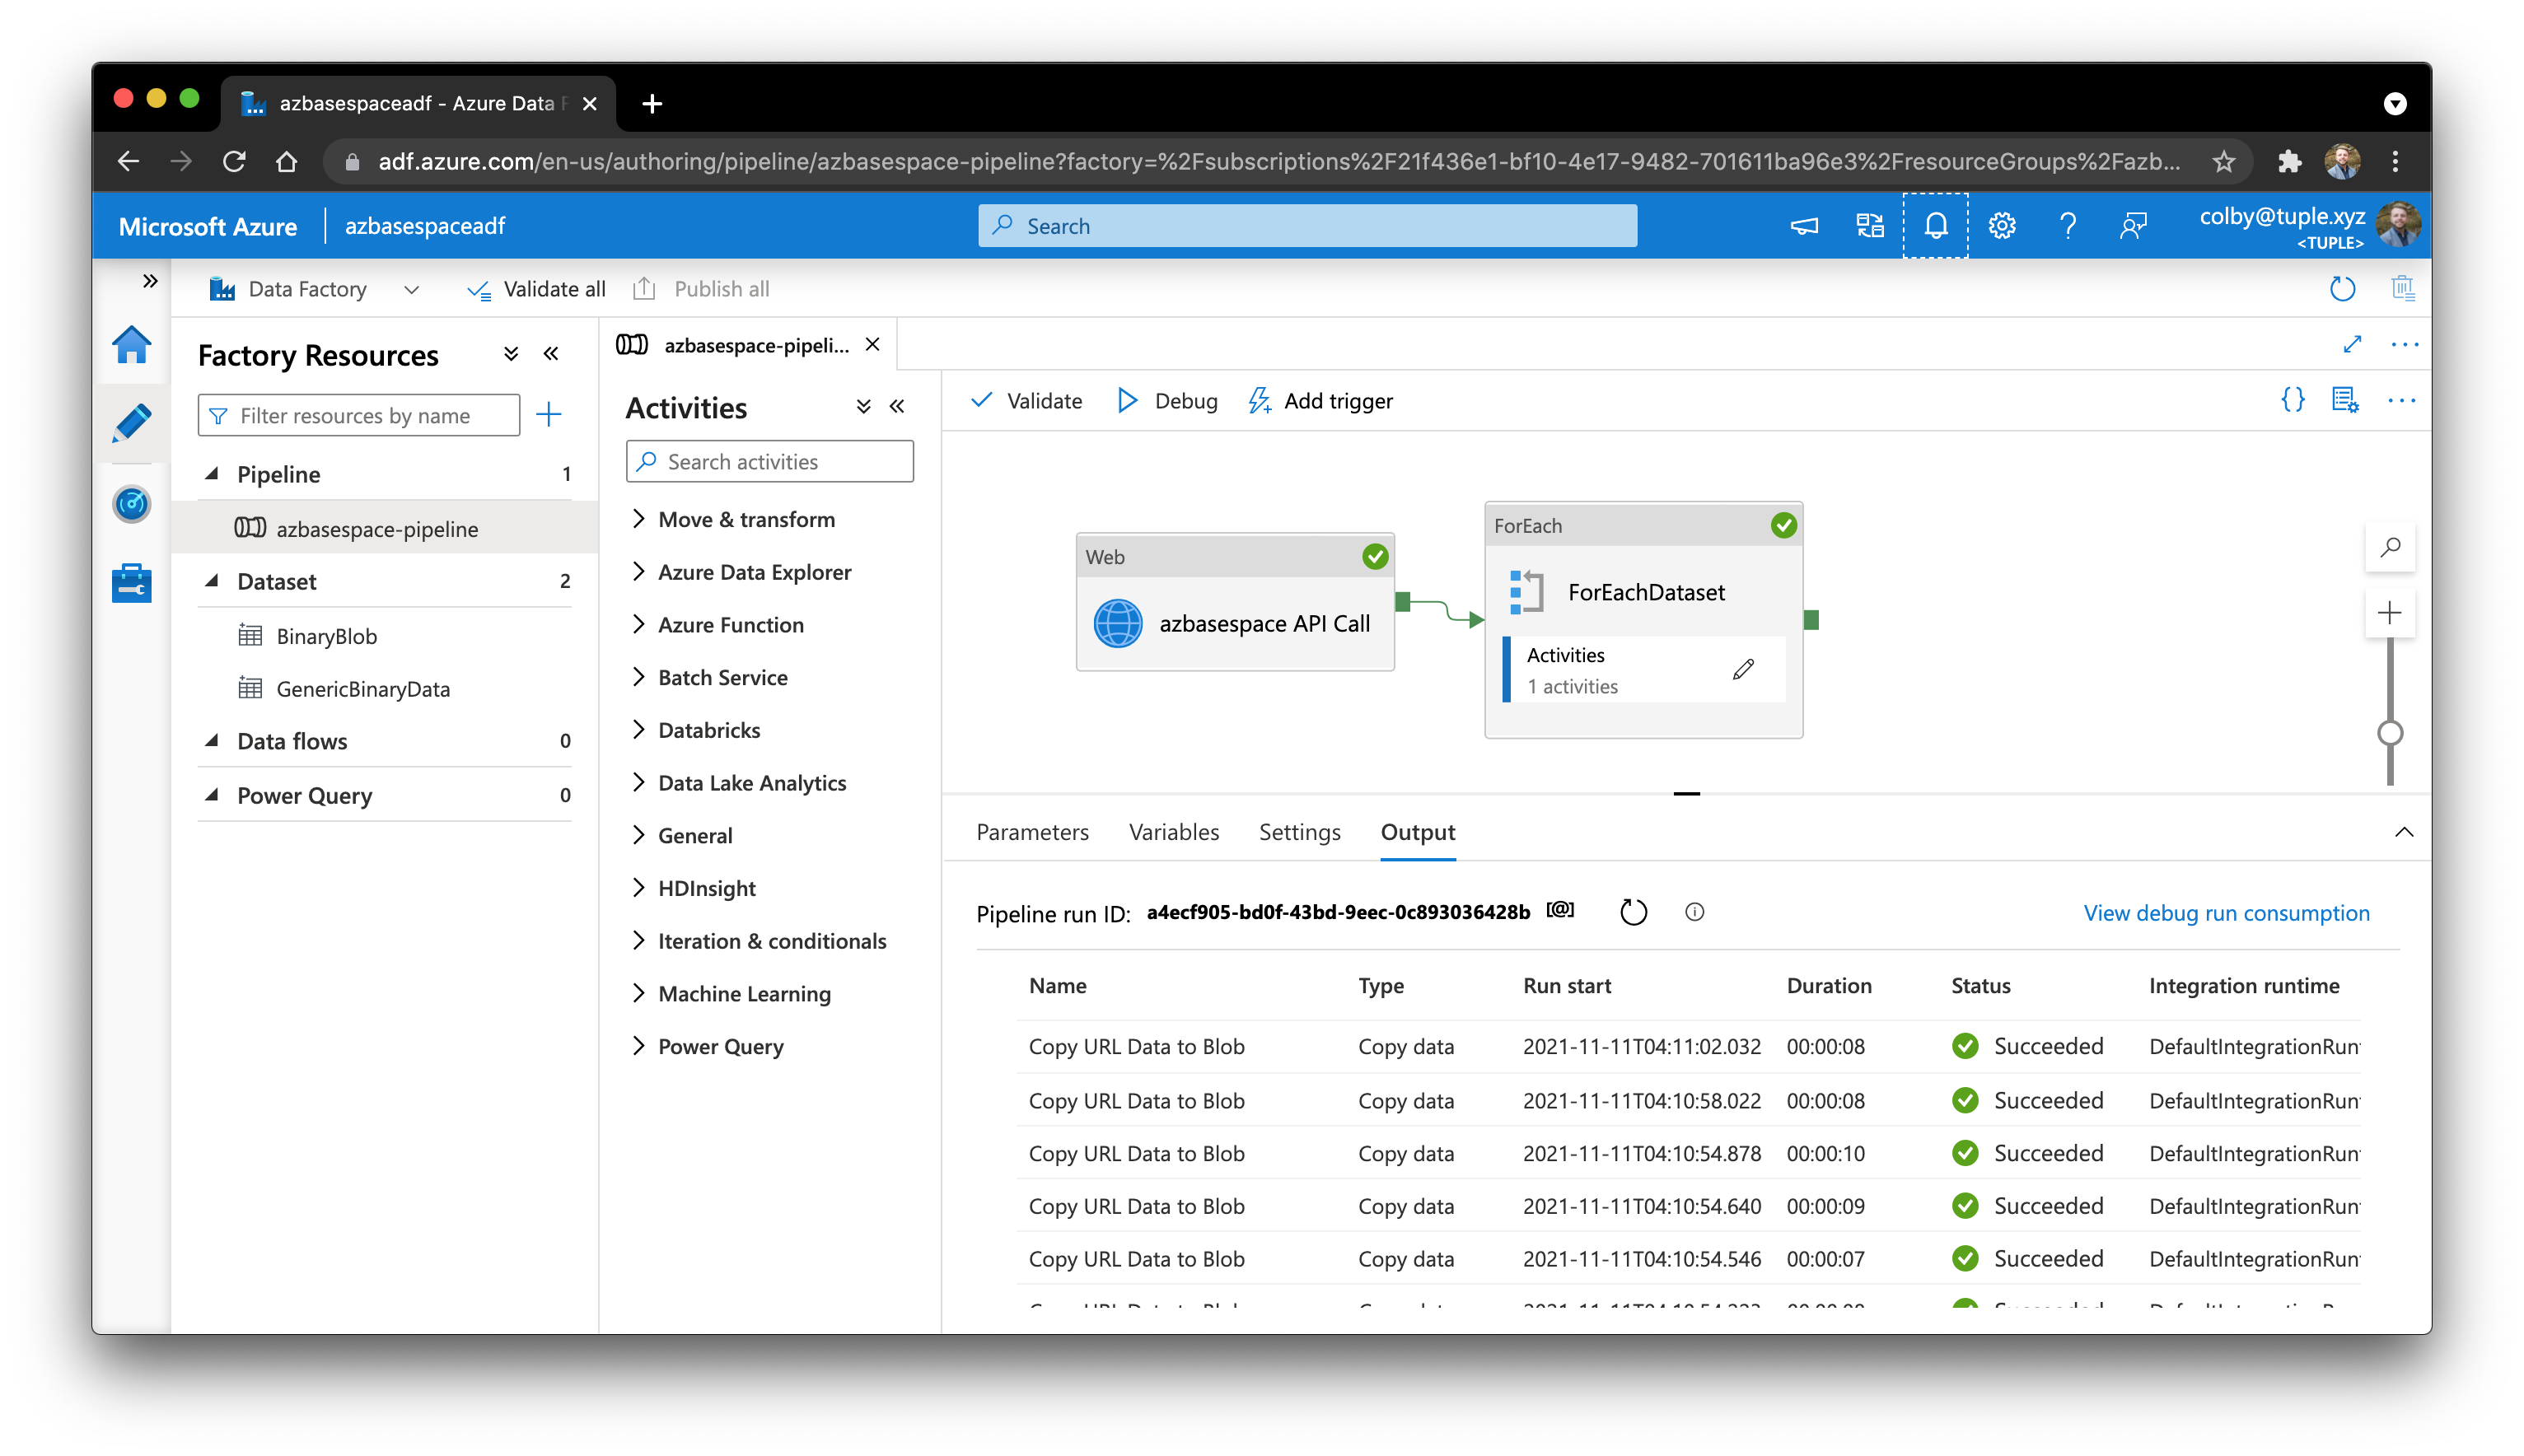 azbasespaceadf - Azure Data F
adf.azure.com/en-us/authoring/pipeline/azbasespace-pipeline?factory=%2Fsubscriptions%2F21f436e1-bf10-4e17-9482-701611ba96e3%2FresourceGroups%2Fazb...
Microsoft Azure
azbasespaceadf
Search
colby@tuple.xyz
<TUPLE>
Data Factory
Validate all
Publish all
Factory Resources
Filter resources by name
Pipeline 1
azbasespace-pipeline
Dataset 2
BinaryBlob
GenericBinaryData
Data flows 0
Power Query 0
azbasespace-pipeli...
Activities
Search activities
Move & transform
Azure Data Explorer
Azure Function
Batch Service
Databricks
Data Lake Analytics
General
HDInsight
Iteration & conditionals
Machine Learning
Power Query
Validate
Debug
Add trigger
Web
azbasespace API Call
ForEach
ForEachDataset
Activities
1 activities
Parameters Variables Settings Output
Pipeline run ID: a4ecf905-bd0f-43bd-9eec-0c893036428b [@]
View debug run consumption
Name Type Run start Duration Status Integration runtime
Copy URL Data to Blob Copy data 2021-11-11T04:11:02.032 00:00:08 Succeeded DefaultIntegrationRun
Copy URL Data to Blob Copy data 2021-11-11T04:10:58.022 00:00:08 Succeeded DefaultIntegrationRun
Copy URL Data to Blob Copy data 2021-11-11T04:10:54.878 00:00:10 Succeeded DefaultIntegrationRun
Copy URL Data to Blob Copy data 2021-11-11T04:10:54.640 00:00:09 Succeeded DefaultIntegrationRun
Copy URL Data to Blob Copy data 2021-11-11T04:10:54.546 00:00:07 Succeeded DefaultIntegrationRun